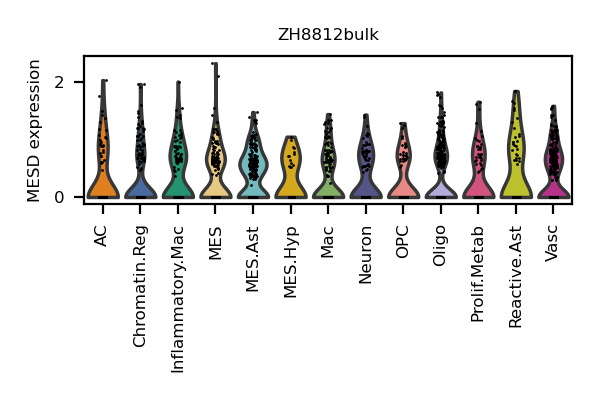 ZH8812bulk
MESD expression
2
0
AC
Chromatin.Reg
Inflammatory.Mac
MES
MES.Ast
MES.Hyp
Mac
Neuron
OPC
Oligo
Prolif.Metab
Reactive.Ast
Vasc